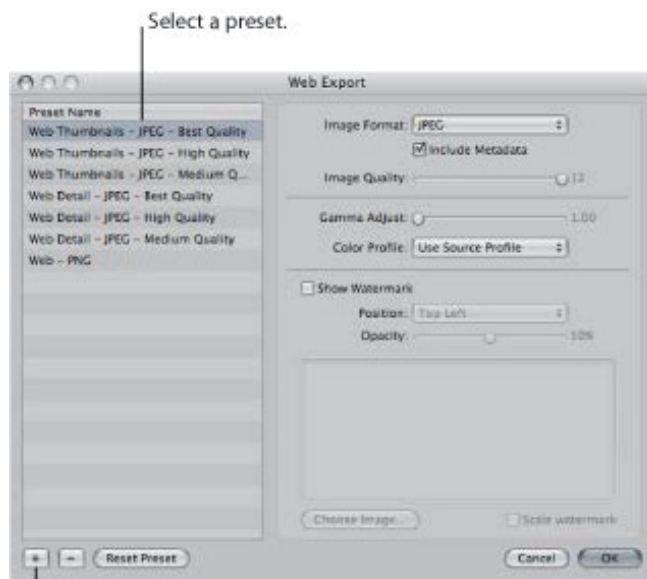 Select a preset.
Web Export
Preset Name
Web Thumbnails - JPEG - Best Quality
Web Thumbnails - JPEG - High Quality
Web Thumbnails - JPEG - Medium Q...
Web Detail - JPEG - Best Quality
Web Detail - JPEG - High Quality
Web Detail - JPEG - Medium Quality
Web - PNG
Image Format: JPEG
Include Metadata
Image Quality: 12
Gamma Adjust: 1.00
Color Profile: Use Source Profile
Show Watermark
Position: Top Left
Opacity: 50%
Choose Image...
Scale watermark
+ - Reset Preset
Cancel OK